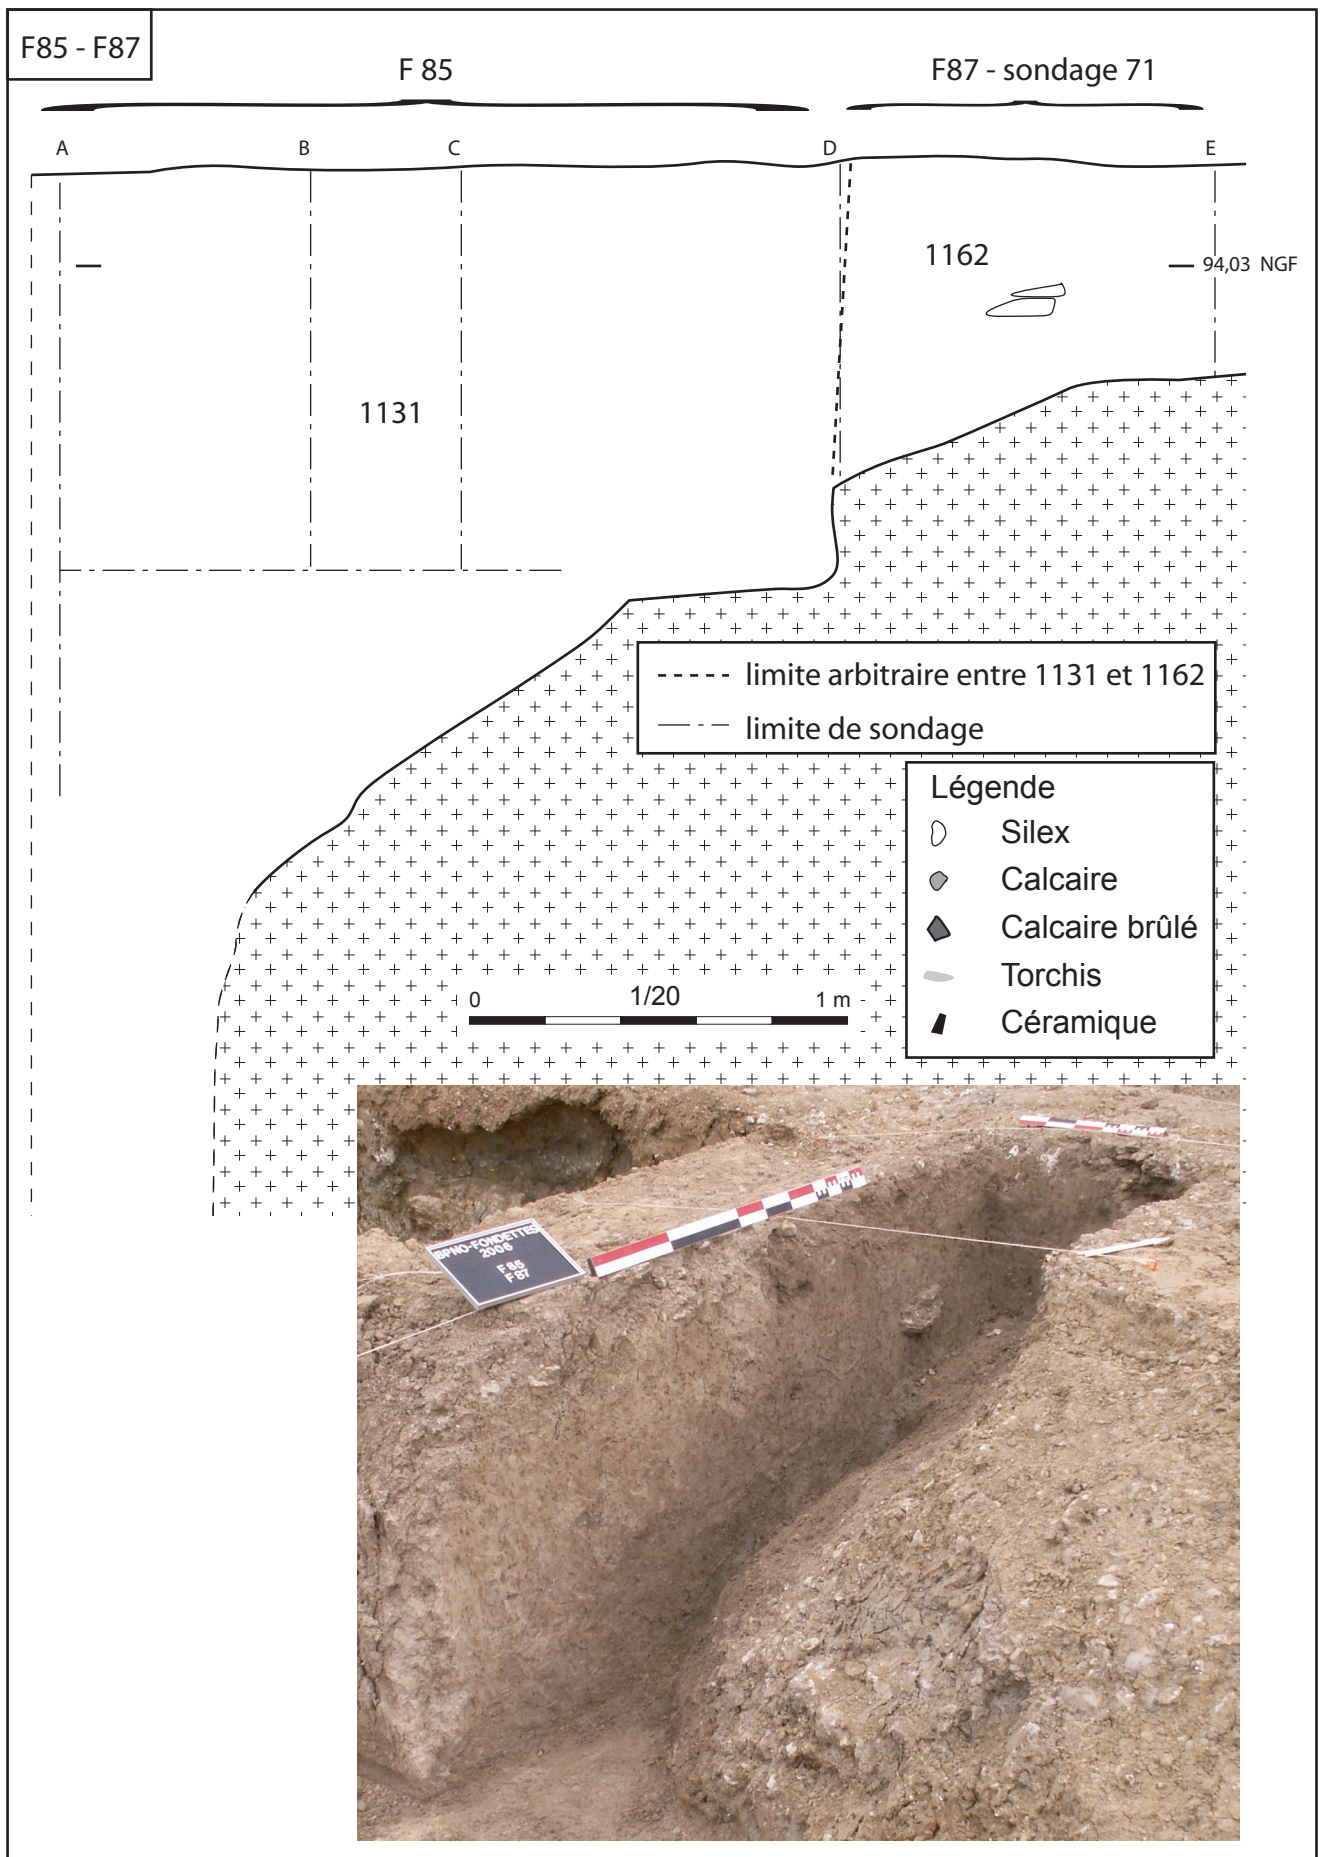 F85 - F87
F 85
F87 - sondage 71
A B C D E
1162
94,03 NGF
1131
limite arbitraire entre 1131 et 1162
limite de sondage
Légende
Silex
Calcaire
Calcaire brûlé
Torchis
Céramique
0 1/20 1 m
BPNO-FONDETTES
2006
F 85
F 87